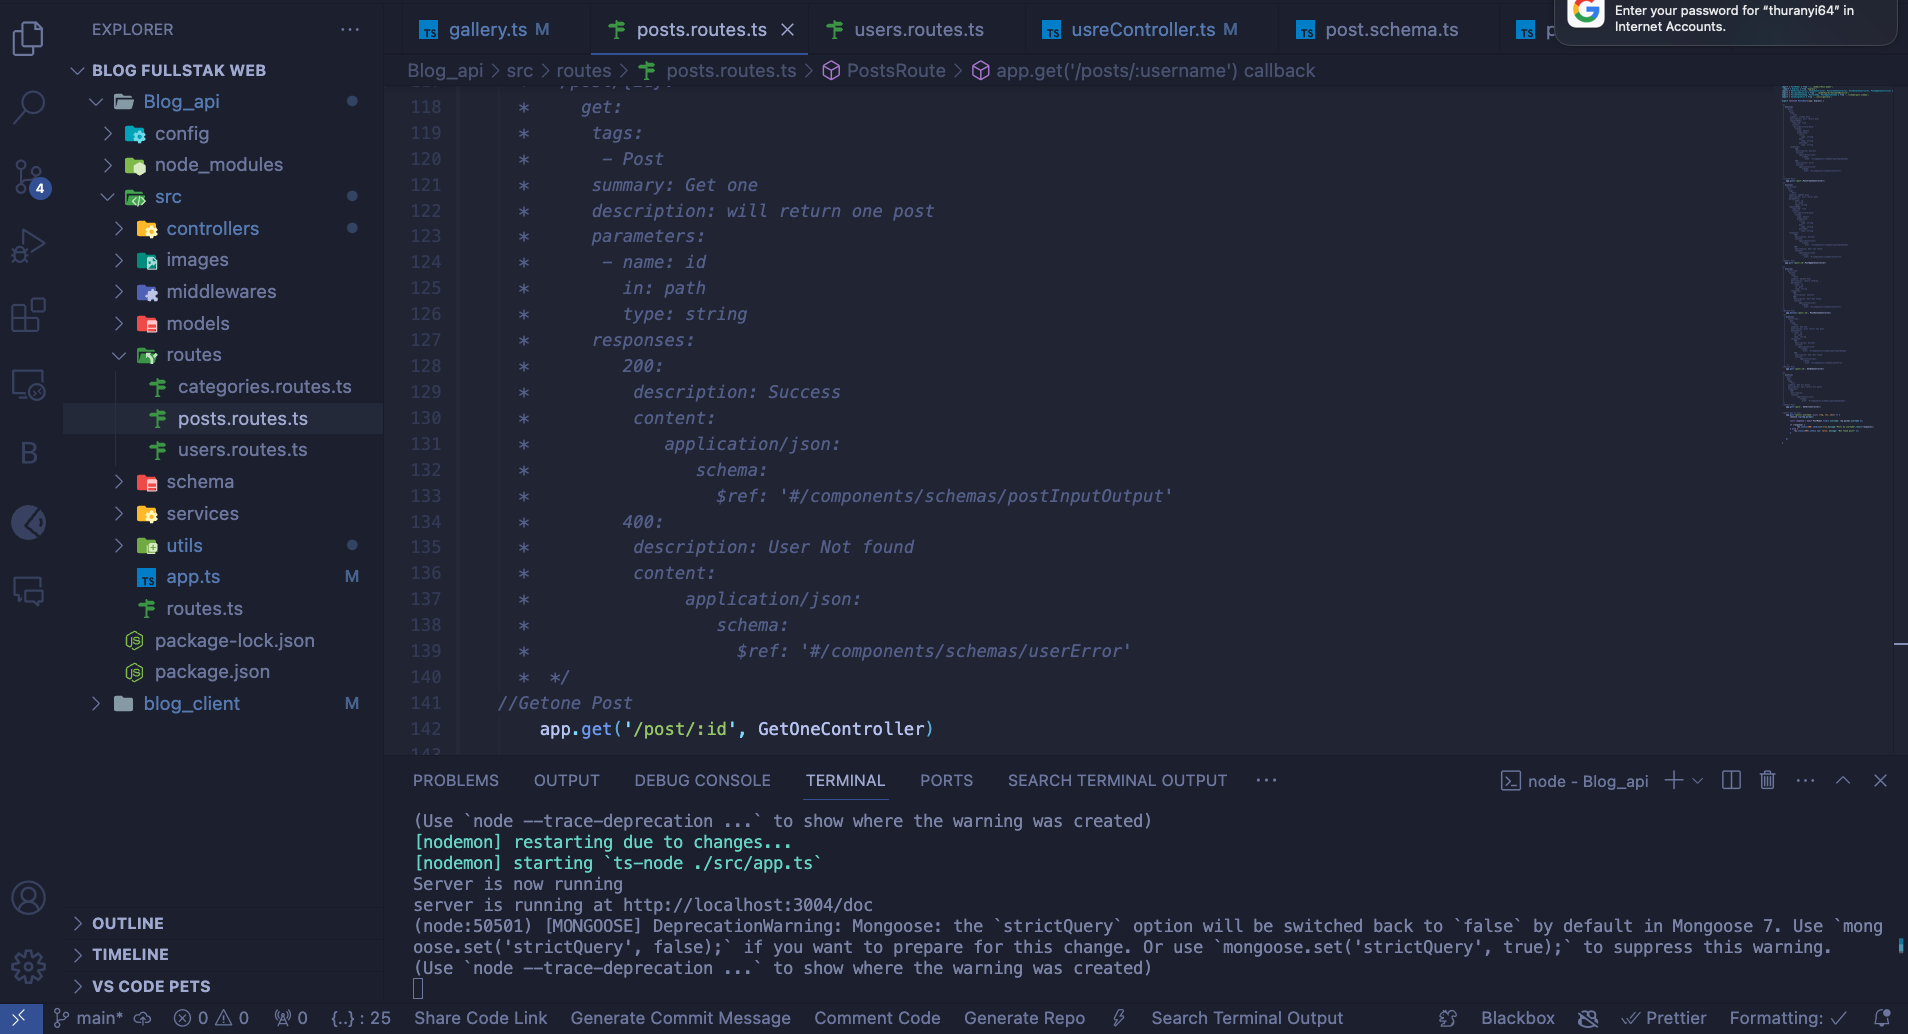 EXPLORER
BLOG FULLSTAK WEB
Blog_api
config
node_modules
src
controllers
images
middlewares
models
routes
categories.routes.ts
posts.routes.ts
users.routes.ts
schema
services
utils
TS app.ts M
routes.ts
package-lock.json
package.json
blog_client M
OUTLINE
TIMELINE
VS CODE PETS
4
B
TS gallery.ts M
posts.routes.ts
users.routes.ts
TS usreController.ts M
TS post.schema.ts
TS
Enter your password for “thuranyi64” in
Internet Accounts.
Blog_api > src > routes > posts.routes.ts > PostsRoute > app.get('/posts/:username') callback
118 * get:
119 * tags:
120 * - Post
121 * summary: Get one
122 * description: will return one post
123 * parameters:
124 * - name: id
125 * in: path
126 * type: string
127 * responses:
128 * 200:
129 * description: Success
130 * content:
131 * application/json:
132 * schema:
133 * $ref: '#/components/schemas/postInputOutput'
134 * 400:
135 * description: User Not found
136 * content:
137 * application/json:
138 * schema:
139 * $ref: '#/components/schemas/userError'
140 * */
141 //Getone Post
142 app.get('/post/:id', GetOneController)
143
PROBLEMS OUTPUT DEBUG CONSOLE TERMINAL PORTS SEARCH TERMINAL OUTPUT ···
node - Blog_api
(Use `node --trace-deprecation ...` to show where the warning was created)
[nodemon] restarting due to changes...
[nodemon] starting `ts-node ./src/app.ts`
Server is now running
server is running at http://localhost:3004/doc
(node:50501) [MONGOOSE] DeprecationWarning: Mongoose: the `strictQuery` option will be switched back to `false` by default in Mongoose 7. Use `mong
oose.set('strictQuery', false);` if you want to prepare for this change. Or use `mongoose.set('strictQuery', true);` to suppress this warning.
(Use `node --trace-deprecation ...` to show where the warning was created)
main* 0 0 0 {..} : 25 Share Code Link Generate Commit Message Comment Code Generate Repo Search Terminal Output Blackbox Prettier Formatting: ✓